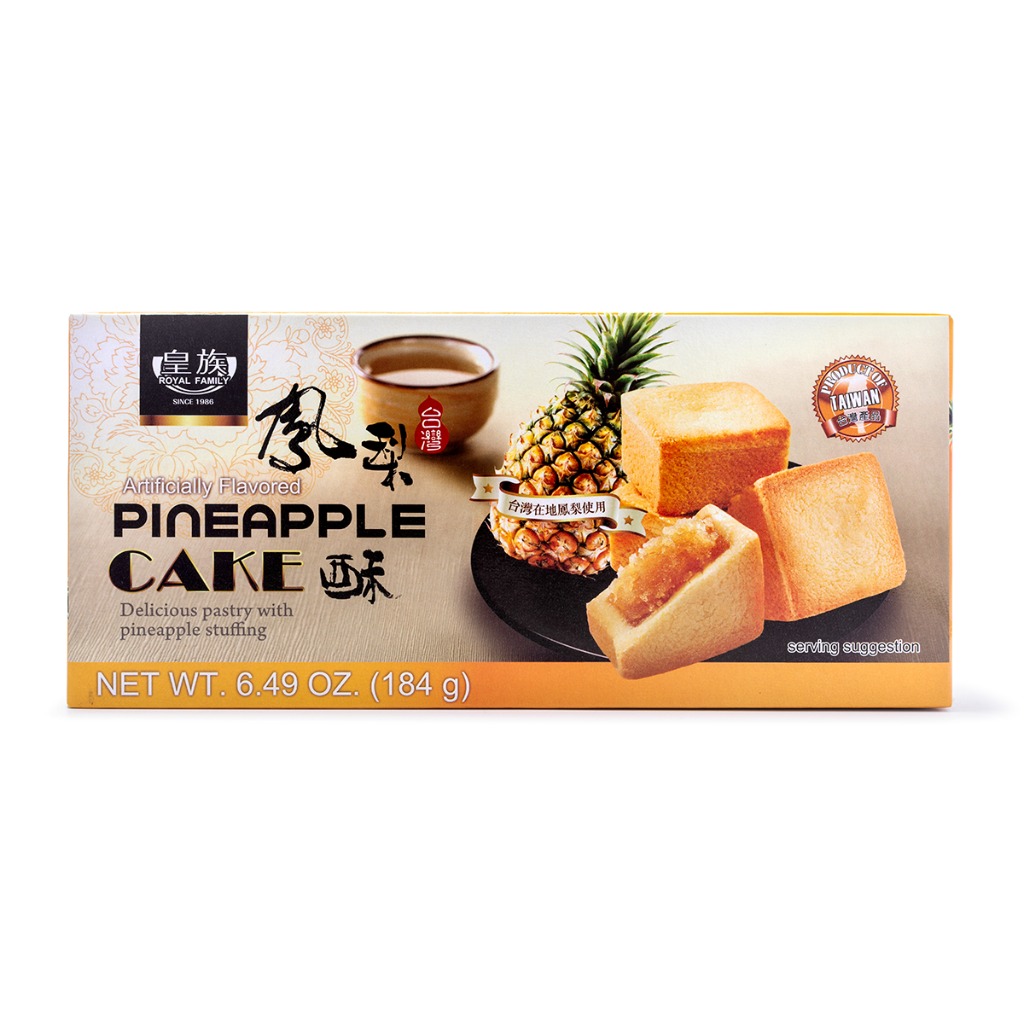 皇族
ROYAL FAMILY
SINCE 1986
鳳梨
台灣
Artificially Flavored
PINEAPPLE
CAKE 酥
Delicious pastry with
pineapple stuffing
台灣在地鳳梨使用
PRODUCT OF
TAIWAN
台灣產品
serving suggestion
NET WT. 6.49 OZ. (184 g)